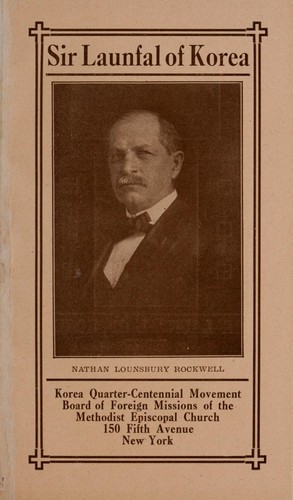 Sir Launfal of Korea
NATHAN LOUNSBURY ROCKWELL
Korea Quarter-Centennial Movement
Board of Foreign Missions of the
Methodist Episcopal Church
150 Fifth Avenue
New York